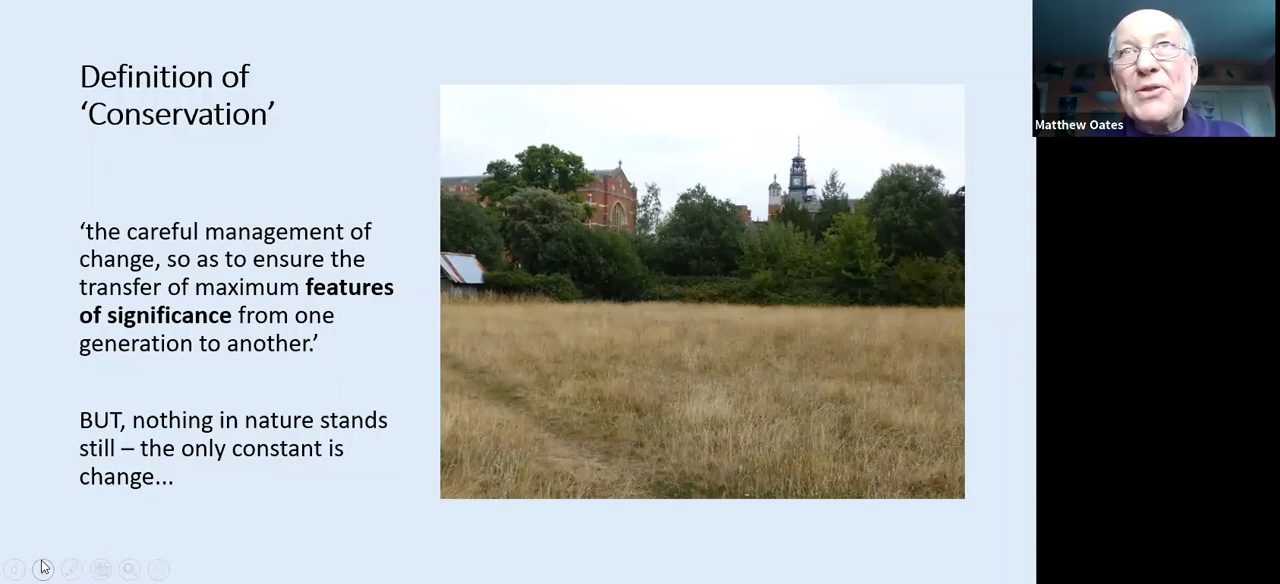 Definition of
‘Conservation’
‘the careful management of
change, so as to ensure the
transfer of maximum features
of significance from one
generation to another.’
BUT, nothing in nature stands
still – the only constant is
change...
Matthew Oates